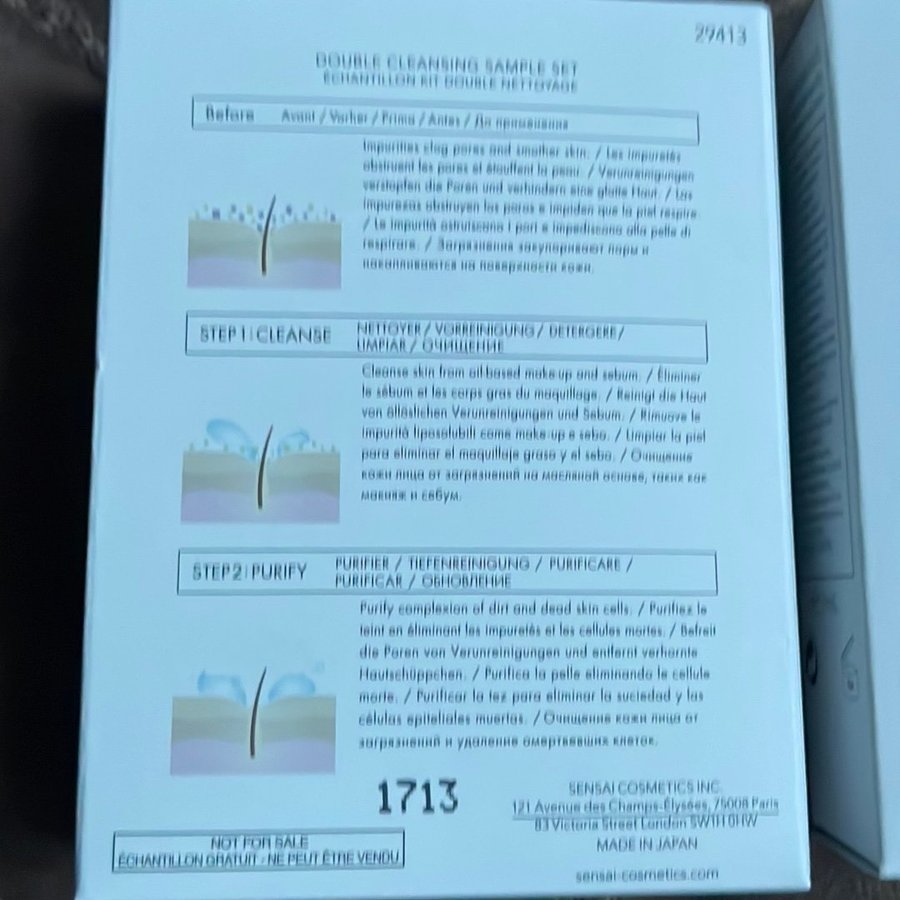 29413
DOUBLE CLEANSING SAMPLE SET
ÉCHANTILLON KIT DOUBLE NETTOYAGE
Before Avant / Vorher / Prima / Antes / До применения
Impurities clog pores and smother skin. / Les impuretés
obstruent les pores et étouffent la peau. / Verunreinigungen
verstopfen die Poren und verhindern eine glatte Haut. / Las
impurezas obstruyen los poros e impiden que la piel respire.
/ Le impurità ostruiscono i pori e impediscono alla pelle di
respirare. / Загрязнения закупоривают поры и
накапливаются на поверхности кожи.
STEP1:CLEANSE NETTOYER / VORREINIGUNG / DETERGERE /
LIMPIAR / ОЧИЩЕНИЕ
Cleanse skin from oil-based make-up and sebum. / Éliminer
le sébum et les corps gras du maquillage. / Reinigt die Haut
von öllöslichen Verunreinigungen und Sebum. / Rimuove le
impurità liposolubili come make-up e sebo. / Limpiar la piel
para eliminar el maquillaje graso y el sebo. / Очищение
кожи лица от загрязнений на масляной основе, таких как
макияж и себум.
STEP2:PURIFY PURIFIER / TIEFENREINIGUNG / PURIFICARE /
PURIFICAR / ОБНОВЛЕНИЕ
Purify complexion of dirt and dead skin cells. / Purifiez le
teint en éliminant les impuretés et les cellules mortes. / Befreit
die Poren von Verunreinigungen und entfernt verhornte
Hautschüppchen. / Purifica la pelle eliminando le cellule
morte. / Purificar la tez para eliminar la suciedad y las
células epiteliales muertas. / Очищение кожи лица от
загрязнений и удаление омертвевших клеток.
1713
SENSAI COSMETICS INC.
121 Avenue des Champs-Élysées, 75008 Paris
83 Victoria Street London SW1H 0HW
MADE IN JAPAN
sensai-cosmetics.com
NOT FOR SALE
ÉCHANTILLON GRATUIT - NE PEUT ÊTRE VENDU